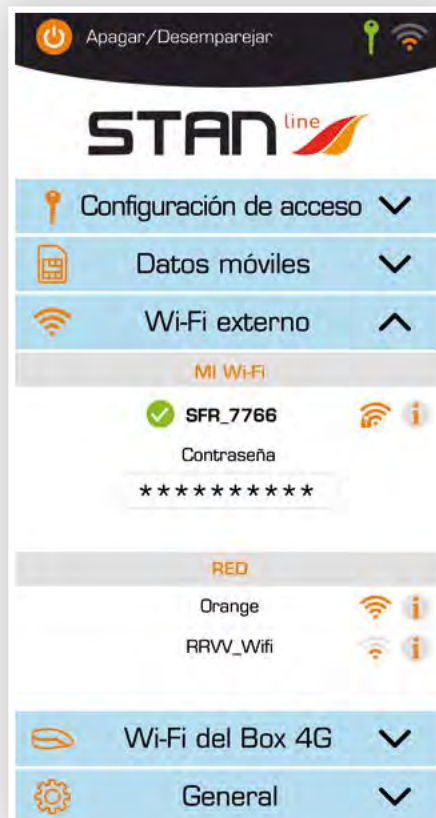 Apagar/Desemparejar
STAN line
Configuración de acceso
Datos móviles
Wi-Fi externo
MI Wi-Fi
SFR_7766
Contraseña
**********
RED
Orange
RRVV_Wifi
Wi-Fi del Box 4G
General